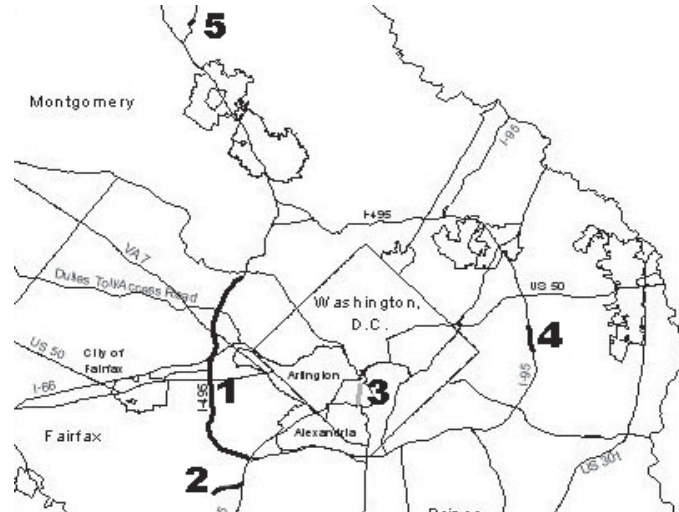 5
Montgomery
I-95
I-495
VA 7
Dulles Toll/Access Road
US 50
Washington,
D.C.
4
US 50
City of
Fairfax
Arlington
I-66
I-495
1
3
I-95
Fairfax
Alexandria
2
US 301